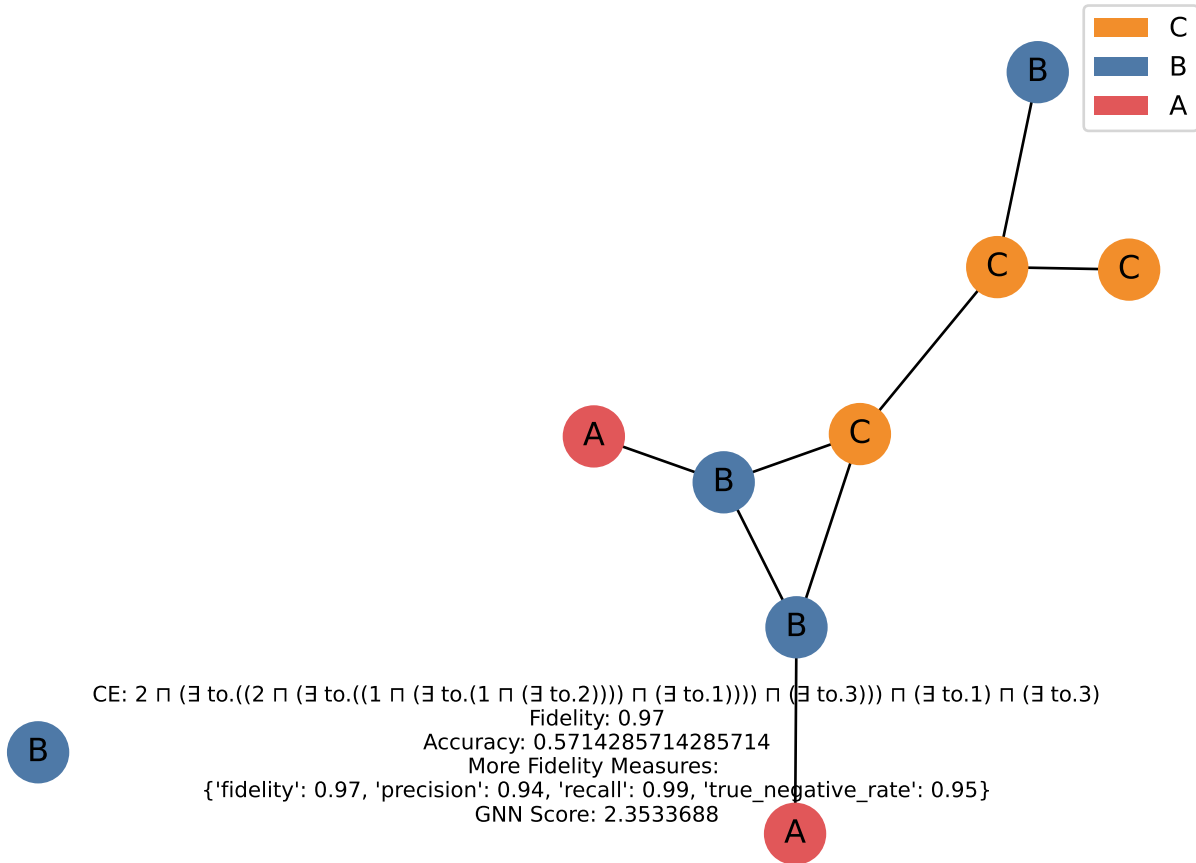 C
B
A
B
C
C
A
C
B
B
CE: 2 ⊓ (∃ to.((2 ⊓ (∃ to.((1 ⊓ (∃ to.(1 ⊓ (∃ to.2)))) ⊓ (∃ to.1)))) ⊓ (∃ to.3))) ⊓ (∃ to.1) ⊓ (∃ to.3)
Fidelity: 0.97
Accuracy: 0.5714285714285714
B
More Fidelity Measures:
{'fidelity': 0.97, 'precision': 0.94, 'recall': 0.99, 'true_negative_rate': 0.95}
GNN Score: 2.3533688
A